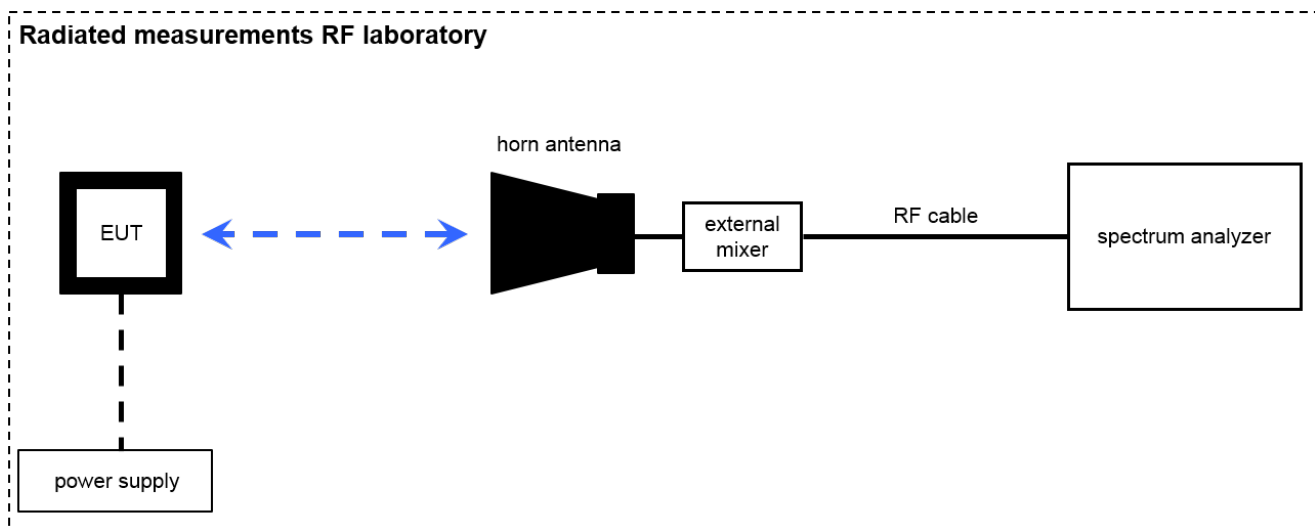 Radiated measurements RF laboratory
horn antenna
EUT
external
mixer
RF cable
spectrum analyzer
power supply